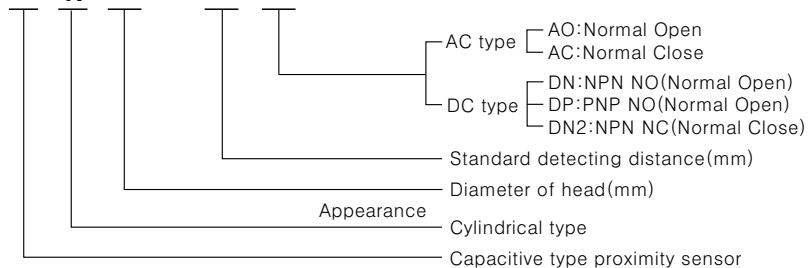 AC type
AO:Normal Open
AC:Normal Close
DC type
DN:NPN NO(Normal Open)
DP:PNP NO(Normal Open)
DN2:NPN NC(Normal Close)
Standard detecting distance(mm)
Diameter of head(mm)
Appearance
Cylindrical type
Capacitive type proximity sensor